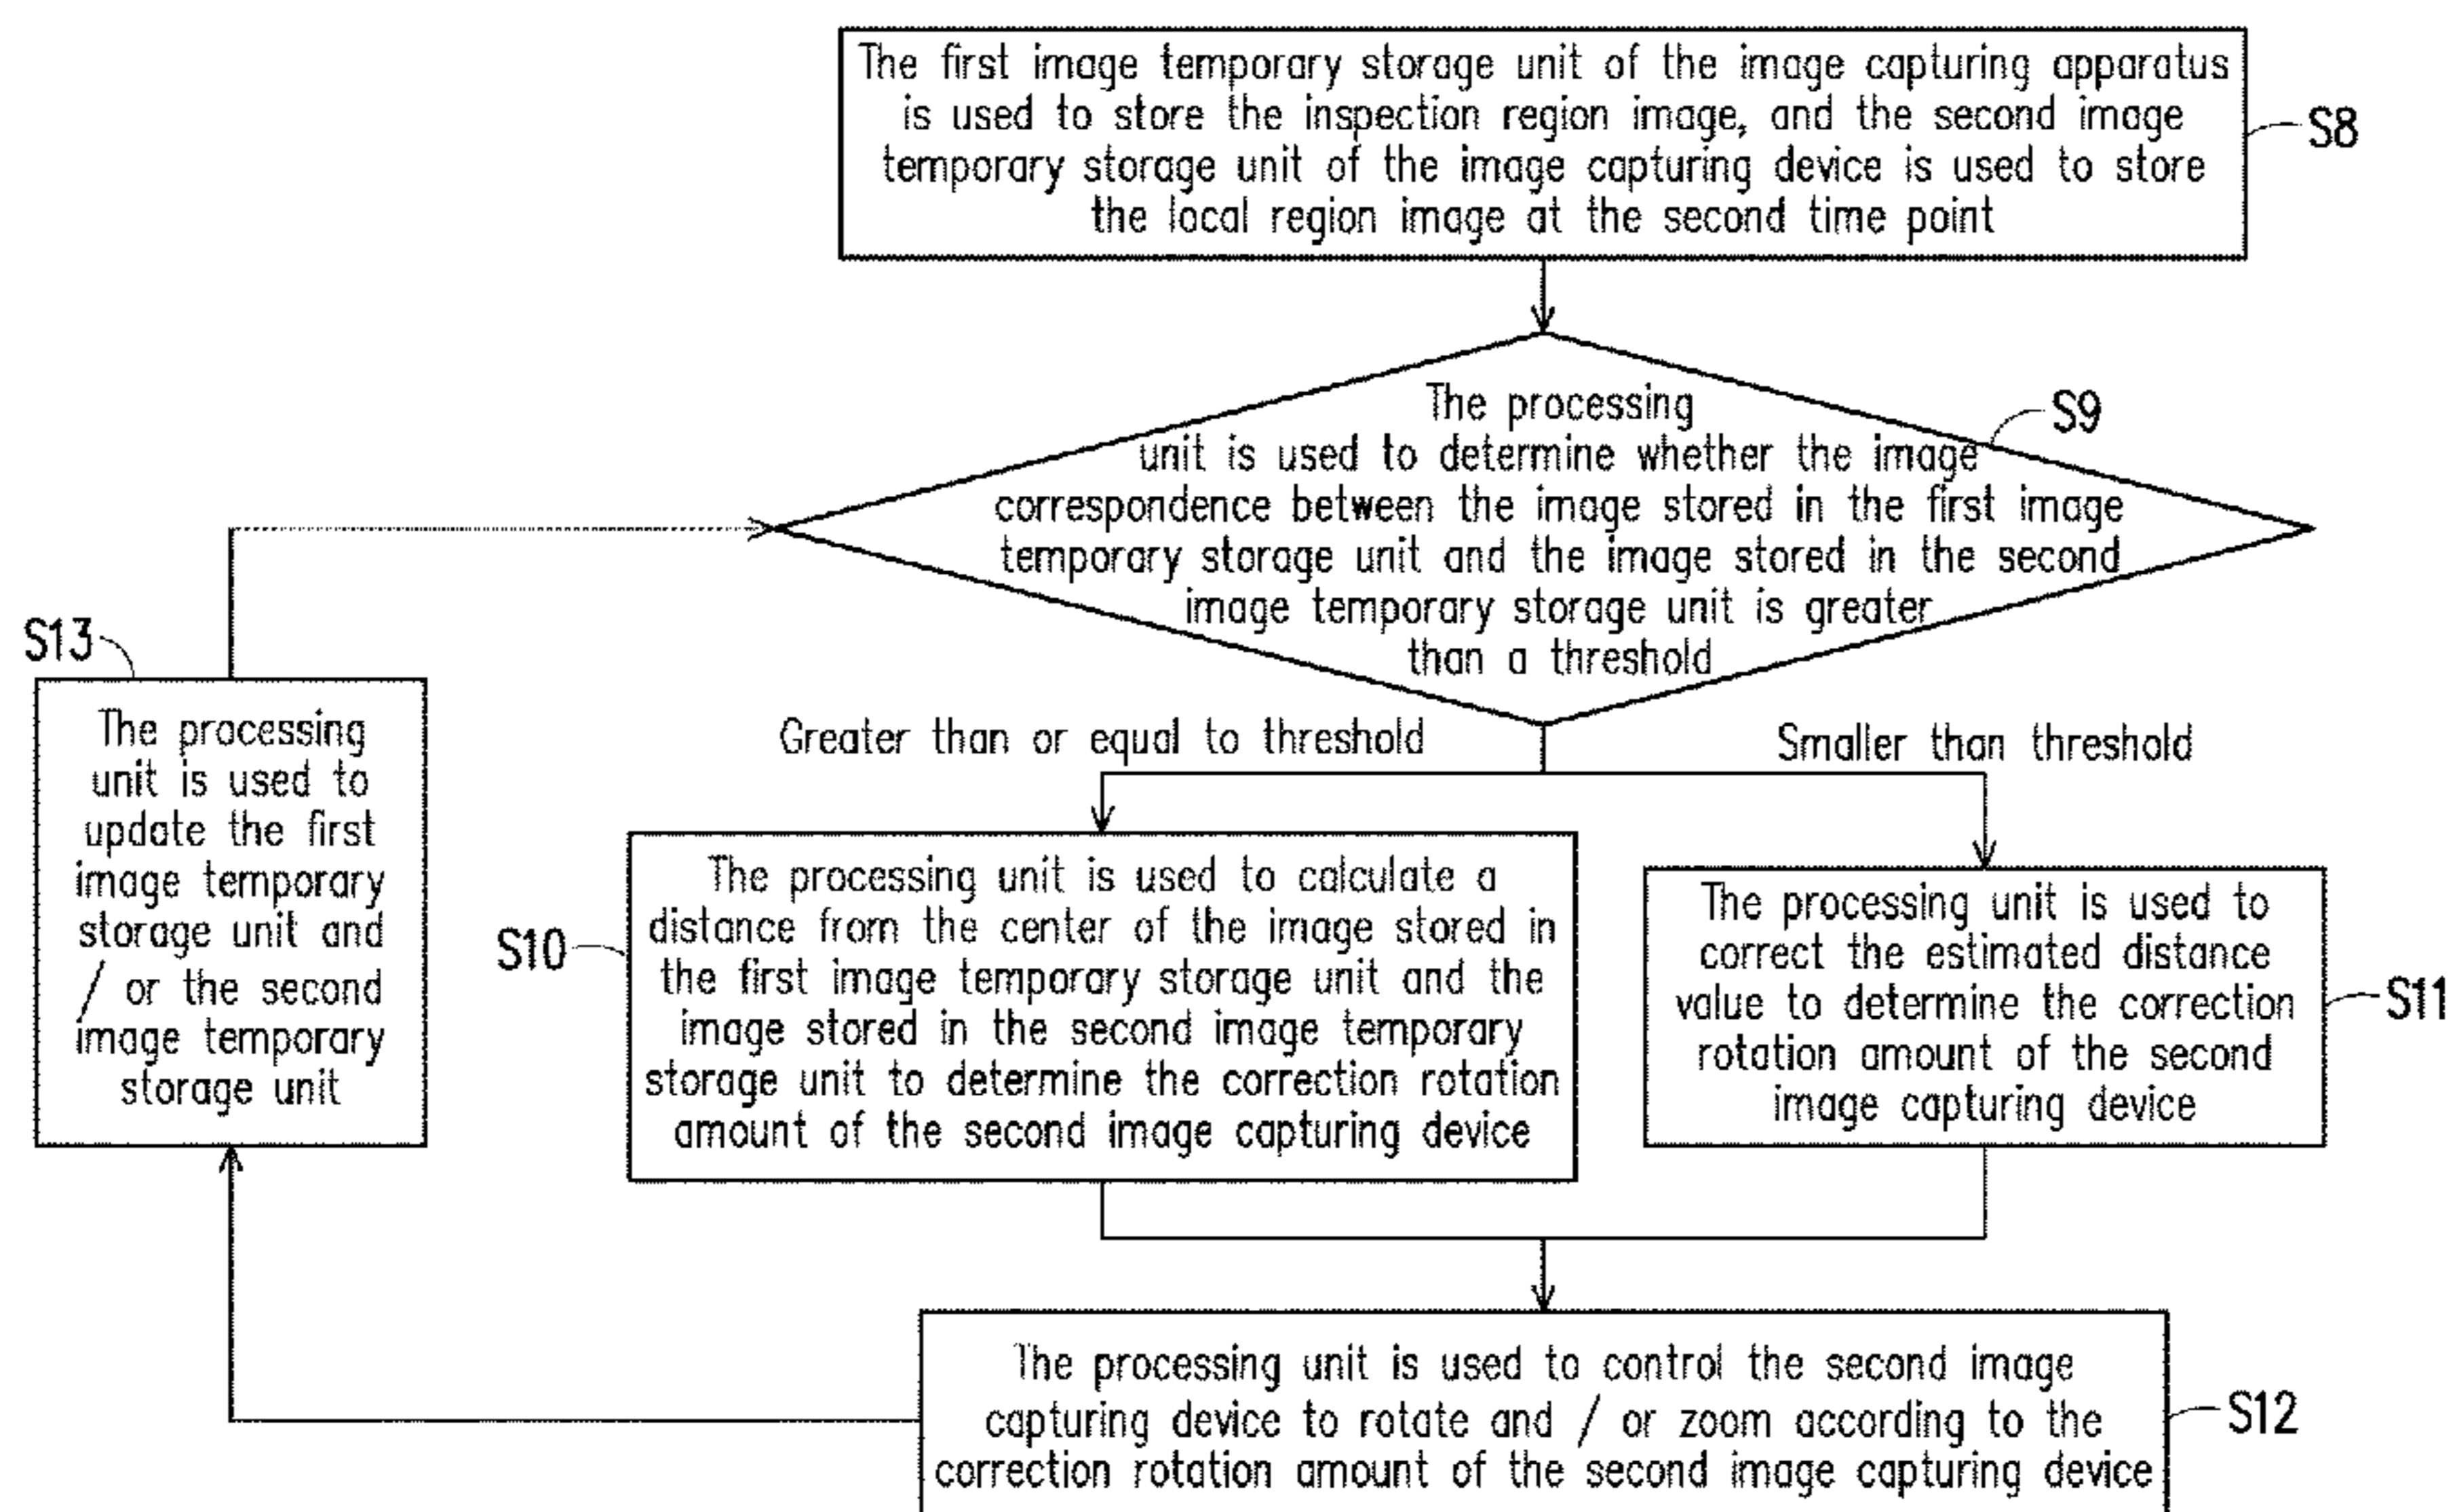 The first image temporary storage unit of the image capturing apparatus
is used to store the inspection region image, and the second image
temporary storage unit of the image capturing device is used to store
the local region image at the second time point
S8
The processing
unit is used to determine whether the image
correspondence between the image stored in the first image
temporary storage unit and the image stored in the second
image temporary storage unit is greater
than a threshold
S9
Greater than or equal to threshold
Smaller than threshold
S13
The processing
unit is used to
update the first
image temporary
storage unit and
/ or the second
image temporary
storage unit
S10
The processing unit is used to calculate a
distance from the center of the image stored in
the first image temporary storage unit and the
image stored in the second image temporary
storage unit to determine the correction rotation
amount of the second image capturing device
The processing unit is used to
correct the estimated distance
value to determine the correction
rotation amount of the second
image capturing device
S11
The processing unit is used to control the second image
capturing device to rotate and / or zoom according to the
correction rotation amount of the second image capturing device
S12